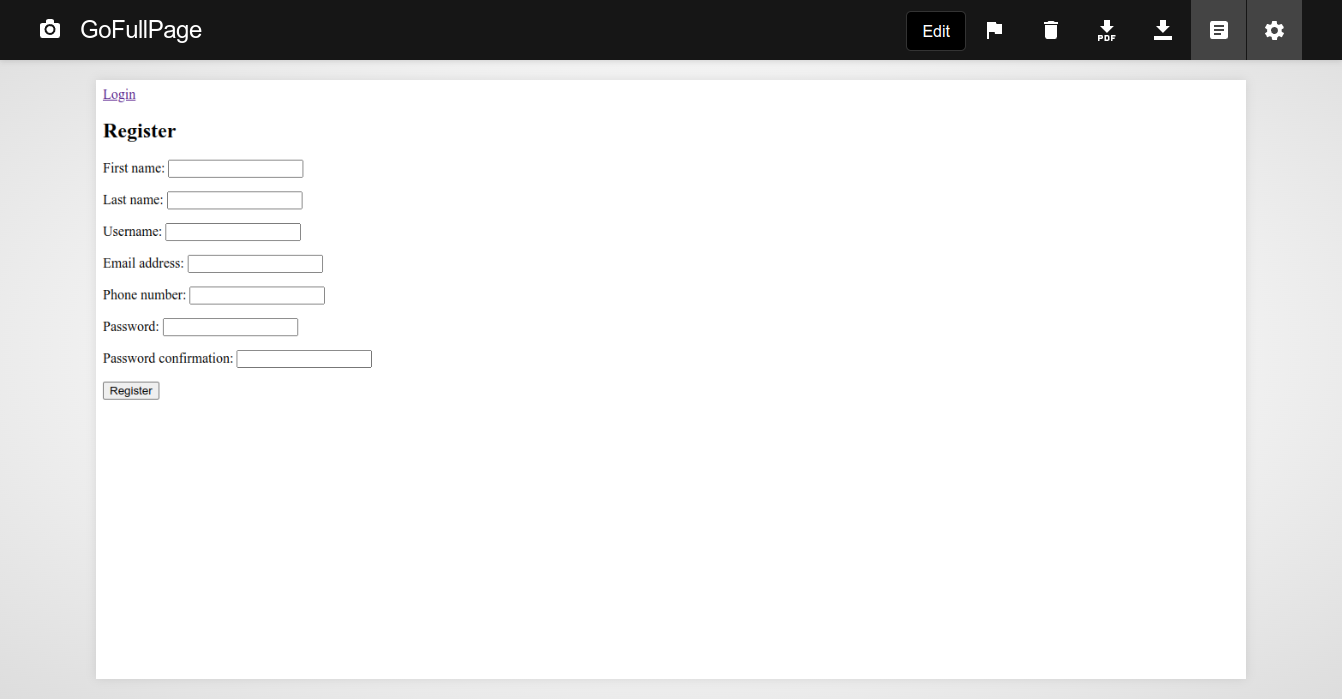 GoFullPage
Edit
PDF
Login
Register
First name:
Last name:
Username:
Email address:
Phone number:
Password:
Password confirmation:
Register